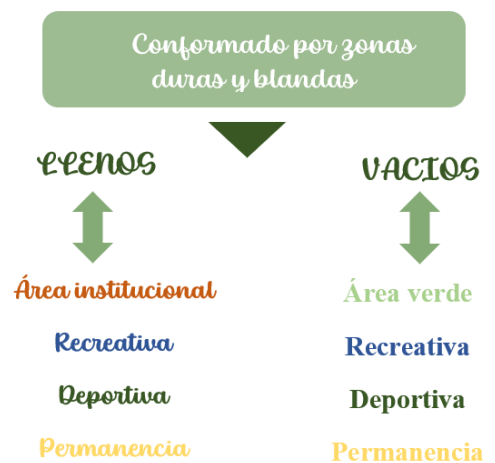 Conformado por zonas
duras y blandas
LLENOS
VACIOS
Área institucional
Área verde
Recreativa
Recreativa
Deportiva
Deportiva
Permanencia
Permanencia